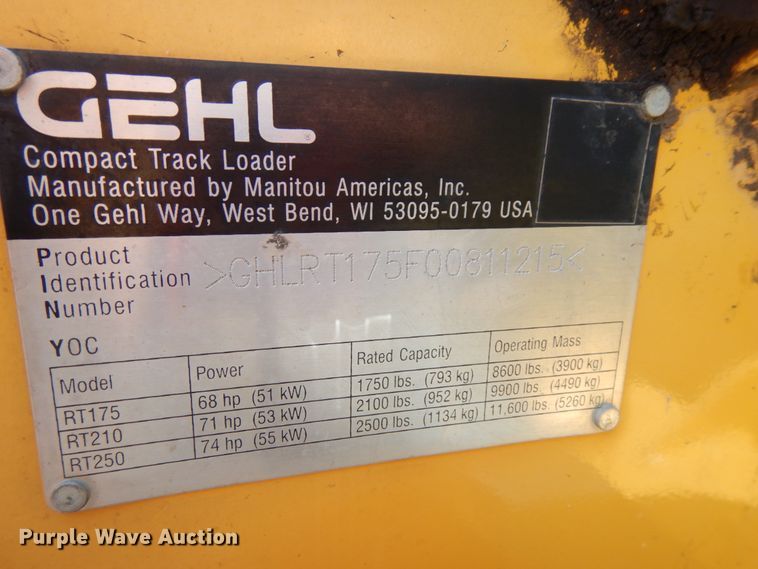 GEHL
Compact Track Loader
Manufactured by Manitou Americas, Inc.
One Gehl Way, West Bend, WI 53095-0179 USA
Product
Identification
Number
>GHLRT175F00811215<
YOC
Model Power Rated Capacity Operating Mass
RT175 68 hp (51 kW) 1750 lbs. (793 kg) 8600 lbs. (3900 kg)
RT210 71 hp (53 kW) 2100 lbs. (952 kg) 9900 lbs. (4490 kg)
RT250 74 hp (55 kW) 2500 lbs. (1134 kg) 11,600 lbs. (5260 kg)
Purple Wave Auction